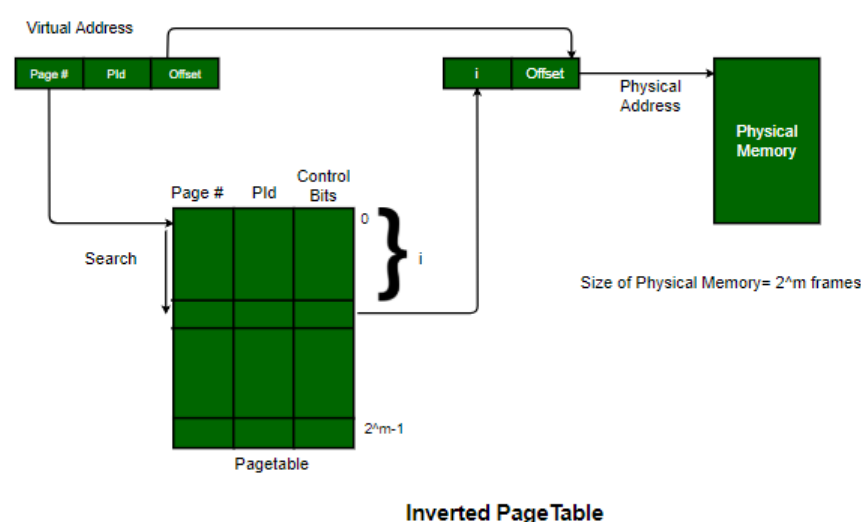 Virtual Address
Page #
PId
Offset
i
Offset
Physical
Address
Physical
Memory
Page #
PId
Control
Bits
0
i
Search
Size of Physical Memory= 2^m frames
2^m-1
Pagetable
Inverted PageTable